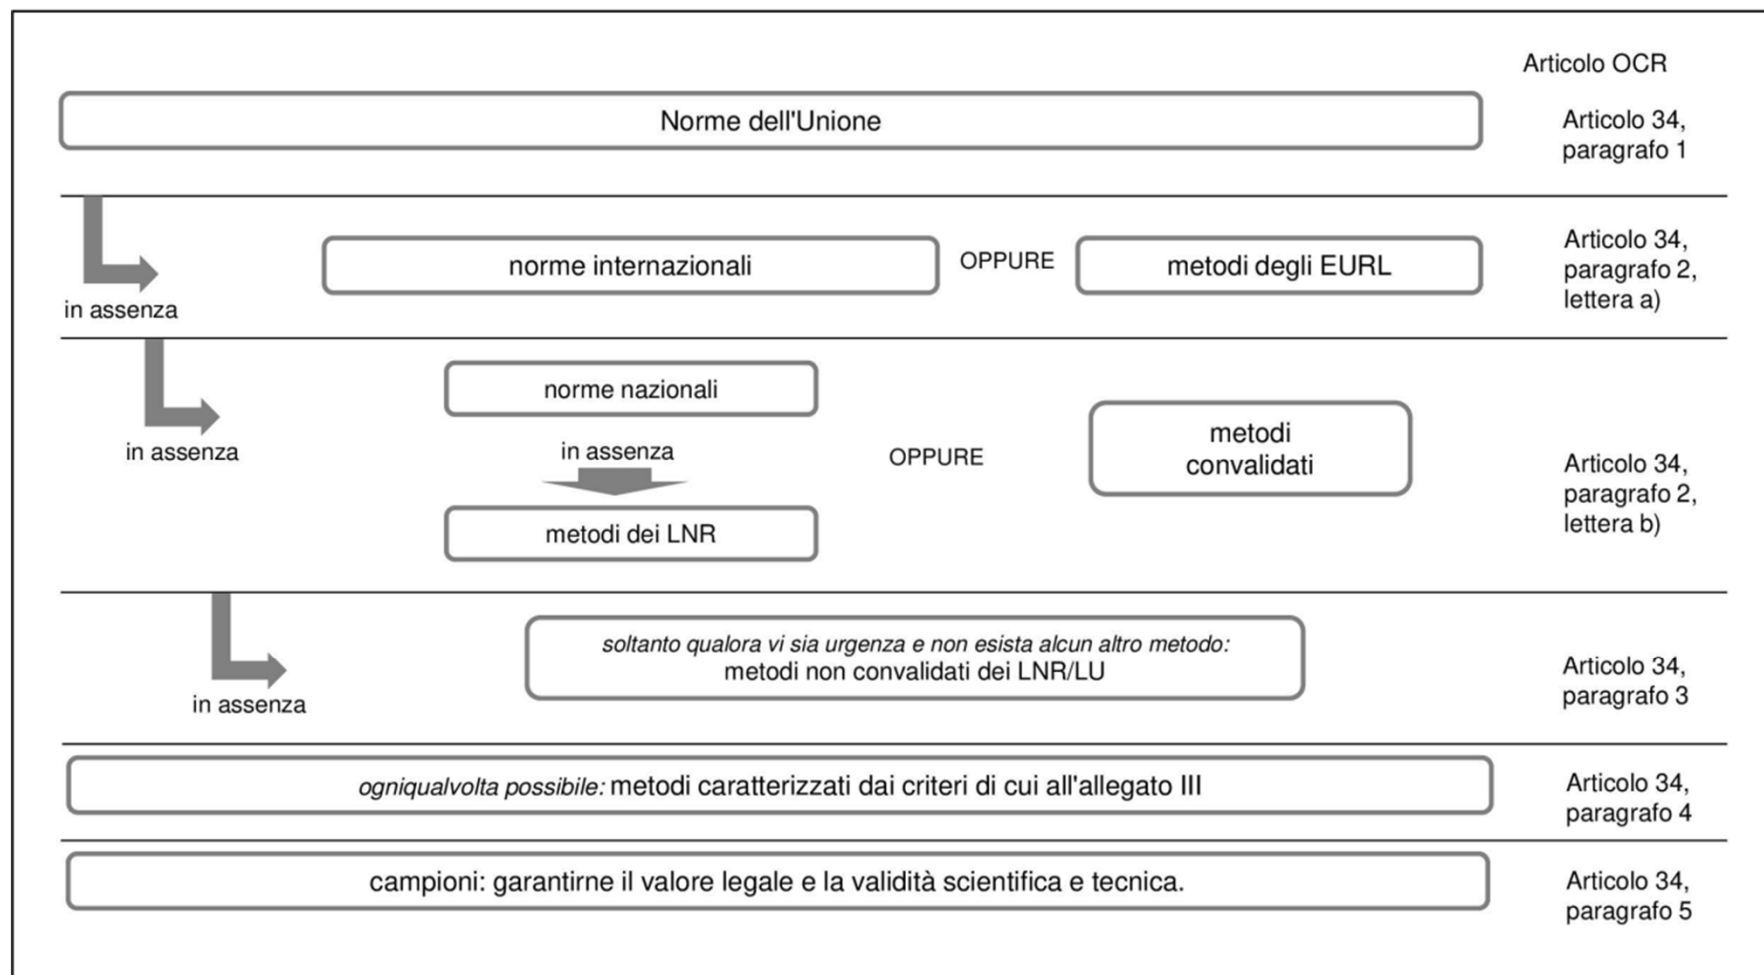 Articolo OCR
Norme dell'Unione
Articolo 34,
paragrafo 1
in assenza
norme internazionali
OPPURE
metodi degli EURL
Articolo 34,
paragrafo 2,
lettera a)
in assenza
norme nazionali
in assenza
metodi dei LNR
OPPURE
metodi
convalidati
Articolo 34,
paragrafo 2,
lettera b)
in assenza
soltanto qualora vi sia urgenza e non esista alcun altro metodo:
metodi non convalidati dei LNR/LU
Articolo 34,
paragrafo 3
ogniqualvolta possibile: metodi caratterizzati dai criteri di cui all'allegato III
Articolo 34,
paragrafo 4
campioni: garantirne il valore legale e la validità scientifica e tecnica.
Articolo 34,
paragrafo 5